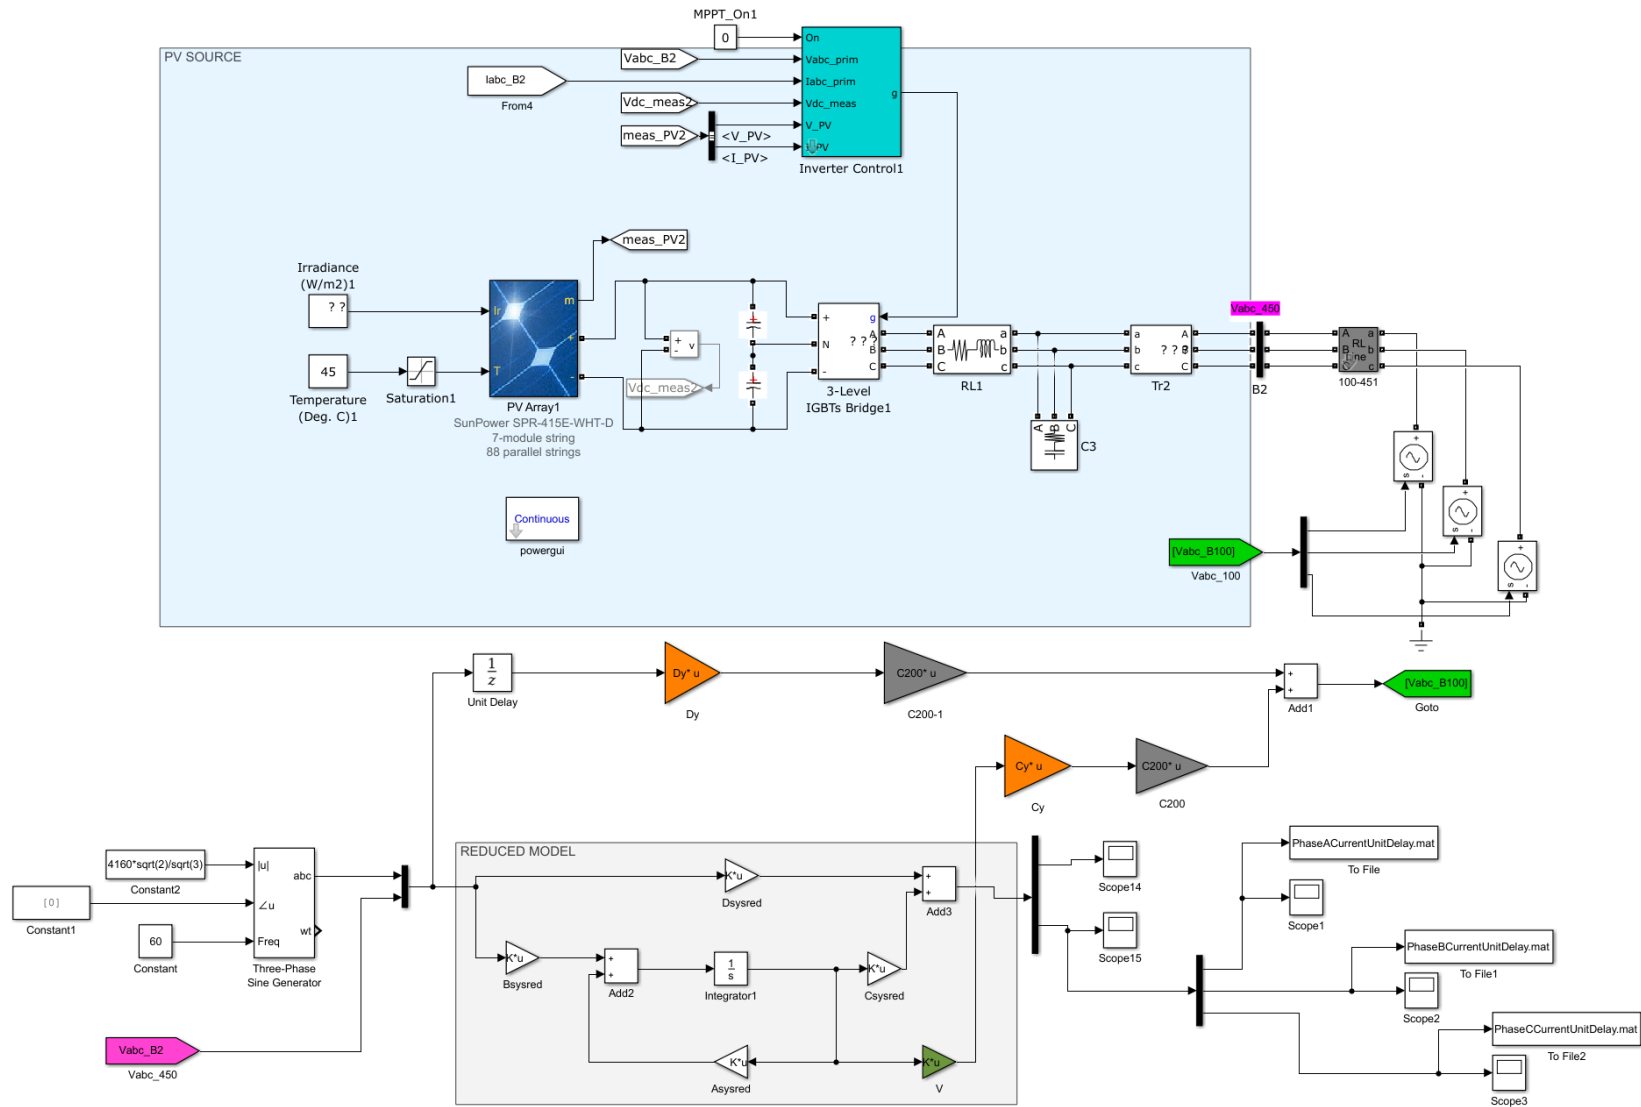 MPPT_On1
0
On
PV SOURCE
Vabc_B2
Vabc_prim
Iabc_B2
Iabc_prim
From4
g
Vdc_meas2
Vdc_meas
V_PV
meas_PV2
<V_PV>
<I_PV>
Inverter Control1
meas_PV2
Irradiance
(W/m2)1
? ?
Ir
m
+
T
-
45
Temperature
(Deg. C)1
Saturation1
PV Array1
SunPower SPR-415E-WHT-D
7-module string
88 parallel strings
+
-
v
Vdc_meas2
+
N
-
g
A
B
C
? ? ?
3-Level
IGBTs Bridge1
A
B
C
a
b
c
RL1
A
B
C
C3
a
b
c
A
C
Tr2
Vabc_450
B2
A
B
a
b
c
RL
100-451
+
-
s
+
-
s
+
-
s
Continuous
powergui
[Vabc_B100]
Vabc_100
1
z
Unit Delay
Dy* u
Dy
C200* u
C200-1
+
+
Add1
[Vabc_B100]
Goto
Cy* u
Cy
C200* u
C200
4160*sqrt(2)/sqrt(3)
Constant2
[0]
Constant1
60
Constant
|u|
∠u
Freq
abc
wt
Three-Phase
Sine Generator
Vabc_B2
Vabc_450
REDUCED MODEL
K*u
Dsysred
+
+
Add3
K*u
Bsysred
+
+
Add2
1
s
Integrator1
K*u
Csysred
K*u
Asysred
K*u
V
Scope14
Scope15
PhaseACurrentUnitDelay.mat
To File
Scope1
PhaseBCurrentUnitDelay.mat
To File1
Scope2
PhaseCCurrentUnitDelay.mat
To File2
Scope3